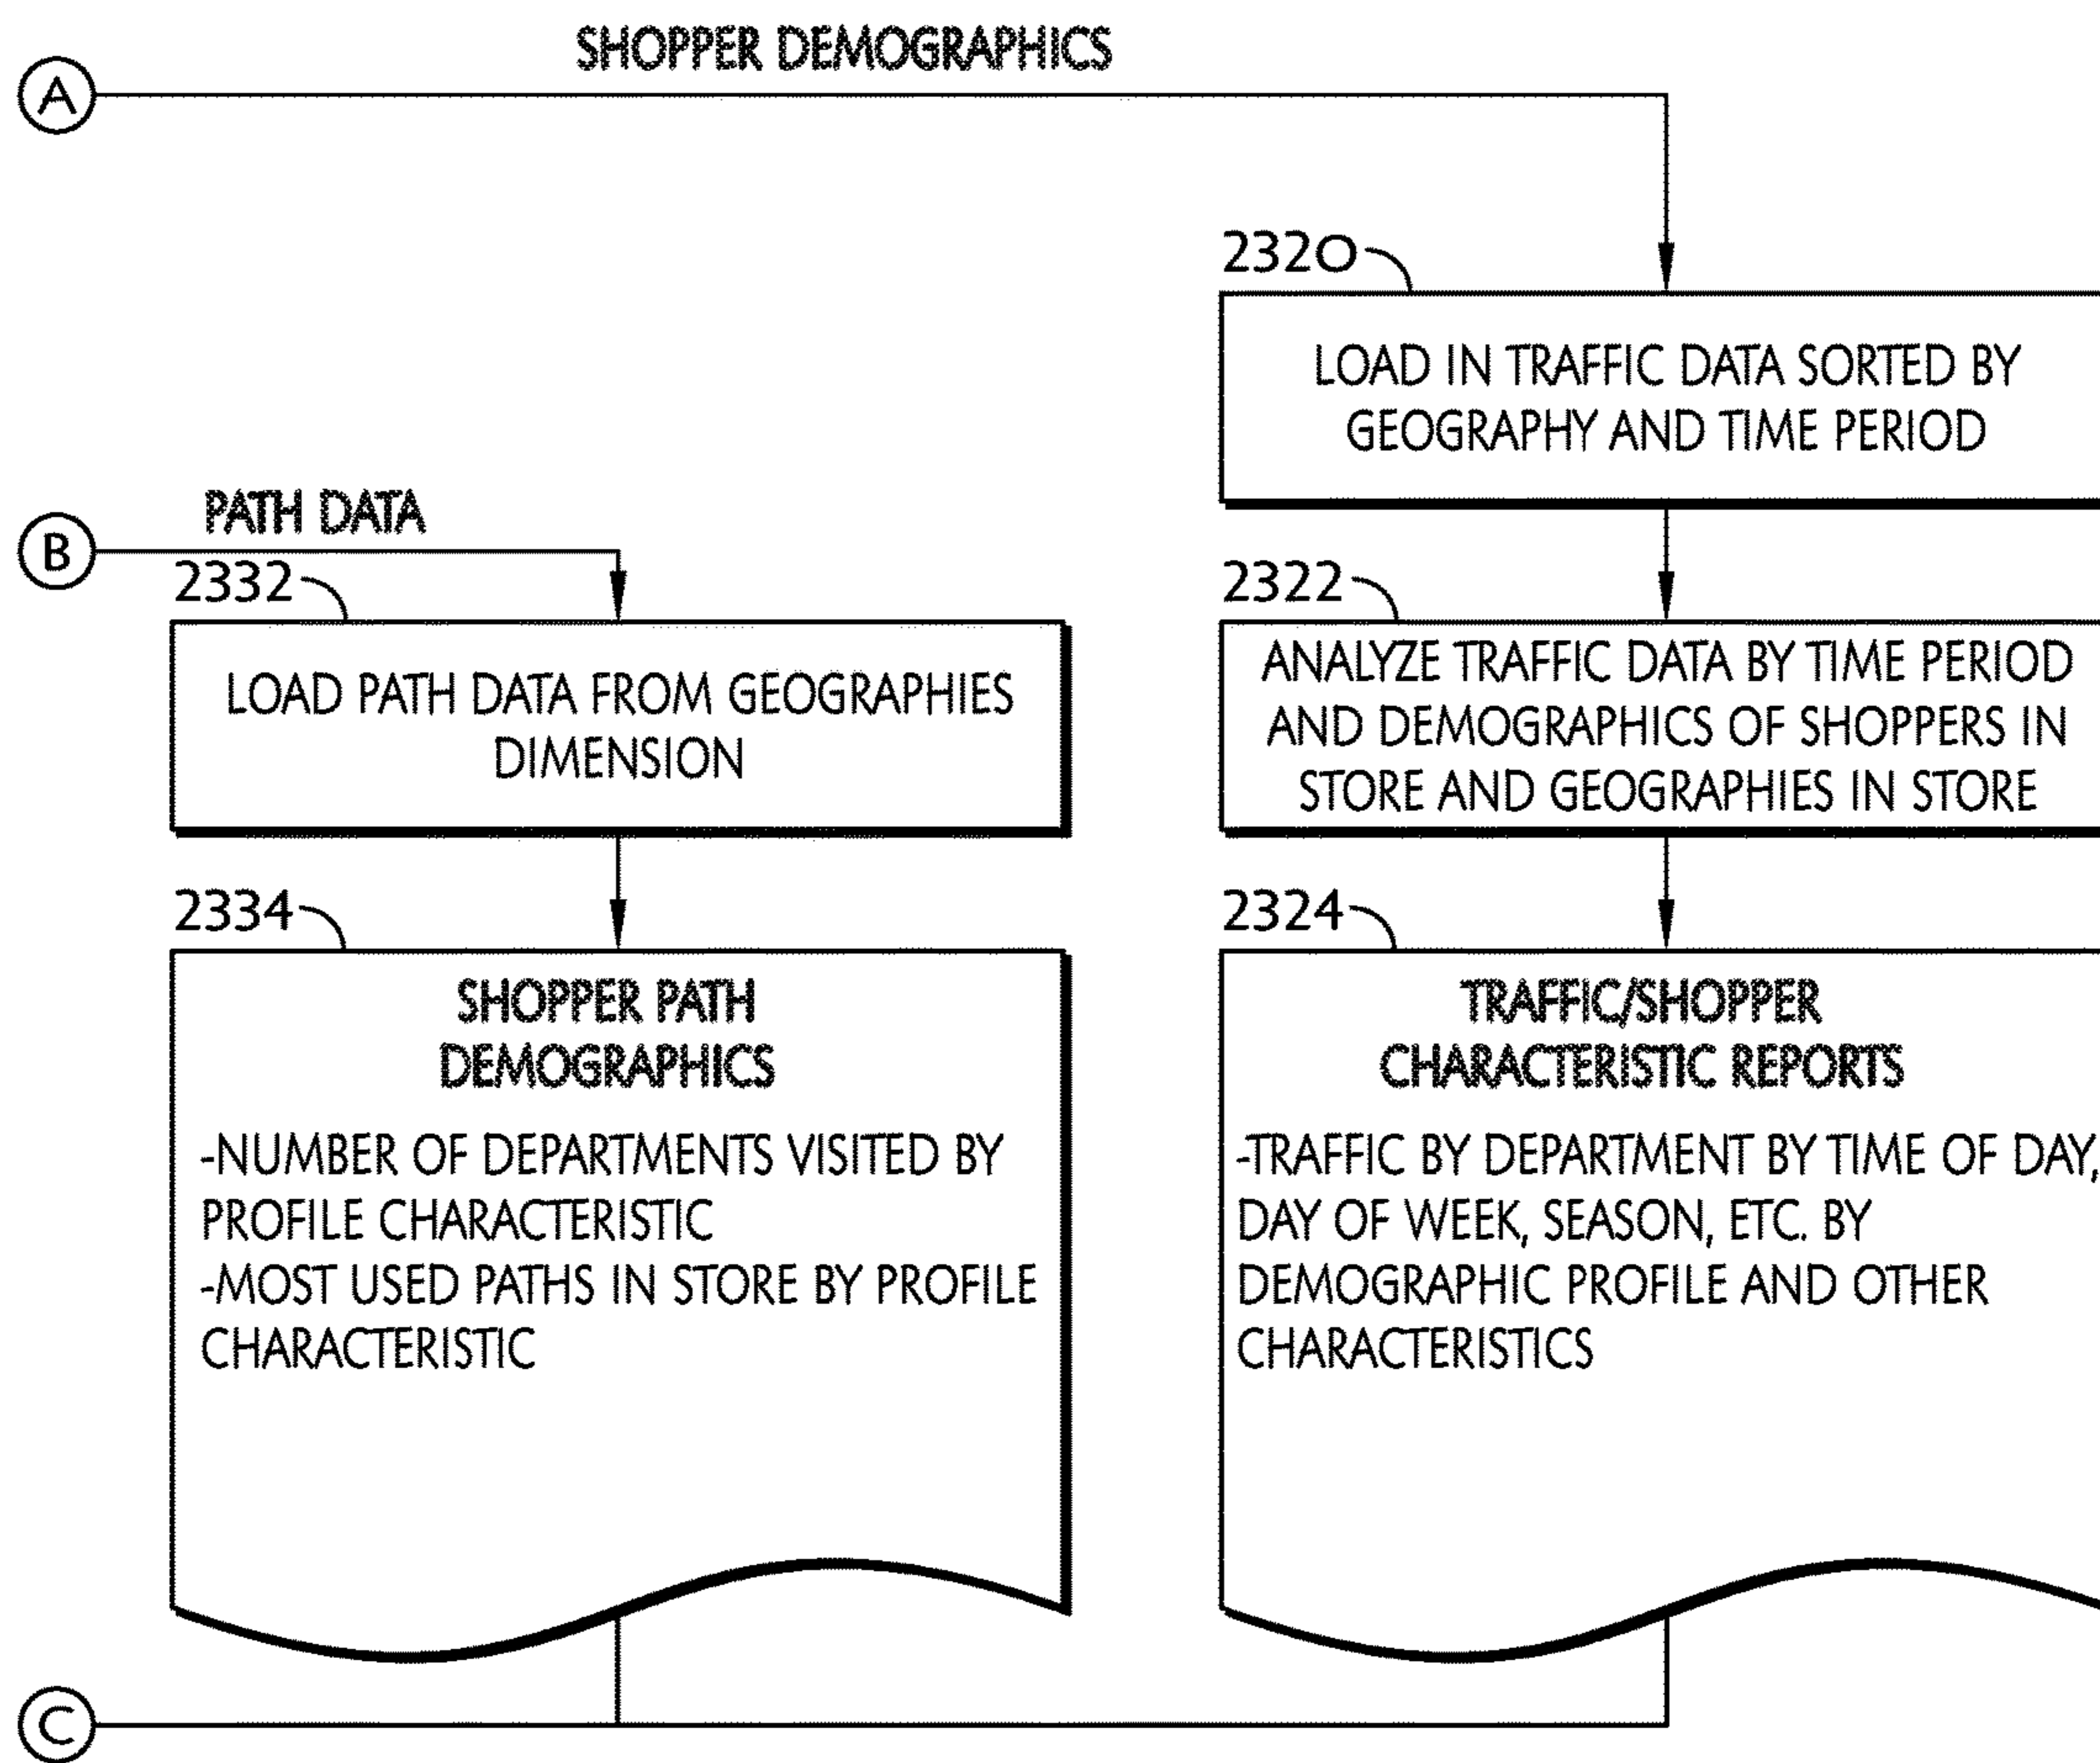 SHOPPER DEMOGRAPHICS
A
2320
LOAD IN TRAFFIC DATA SORTED BY
GEOGRAPHY AND TIME PERIOD
PATH DATA
B
2332
LOAD PATH DATA FROM GEOGRAPHIES
DIMENSION
2322
ANALYZE TRAFFIC DATA BY TIME PERIOD
AND DEMOGRAPHICS OF SHOPPERS IN
STORE AND GEOGRAPHIES IN STORE
2334
SHOPPER PATH
DEMOGRAPHICS
-NUMBER OF DEPARTMENTS VISITED BY
PROFILE CHARACTERISTIC
-MOST USED PATHS IN STORE BY PROFILE
CHARACTERISTIC
2324
TRAFFIC/SHOPPER
CHARACTERISTIC REPORTS
-TRAFFIC BY DEPARTMENT BY TIME OF DAY,
DAY OF WEEK, SEASON, ETC. BY
DEMOGRAPHIC PROFILE AND OTHER
CHARACTERISTICS
C